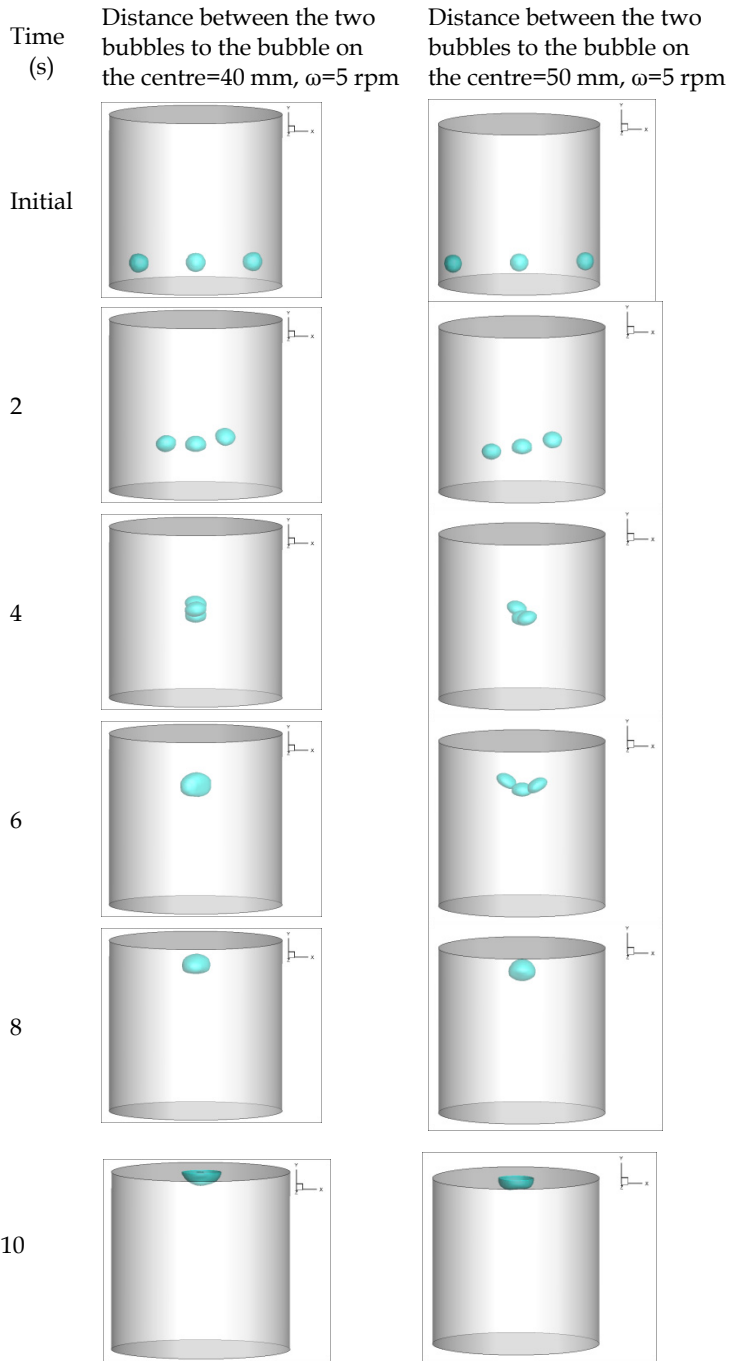 Time
(s)
Distance between the two
bubbles to the bubble on
the centre=40 mm, ω=5 rpm
Distance between the two
bubbles to the bubble on
the centre=50 mm, ω=5 rpm
Initial
2
4
6
8
10